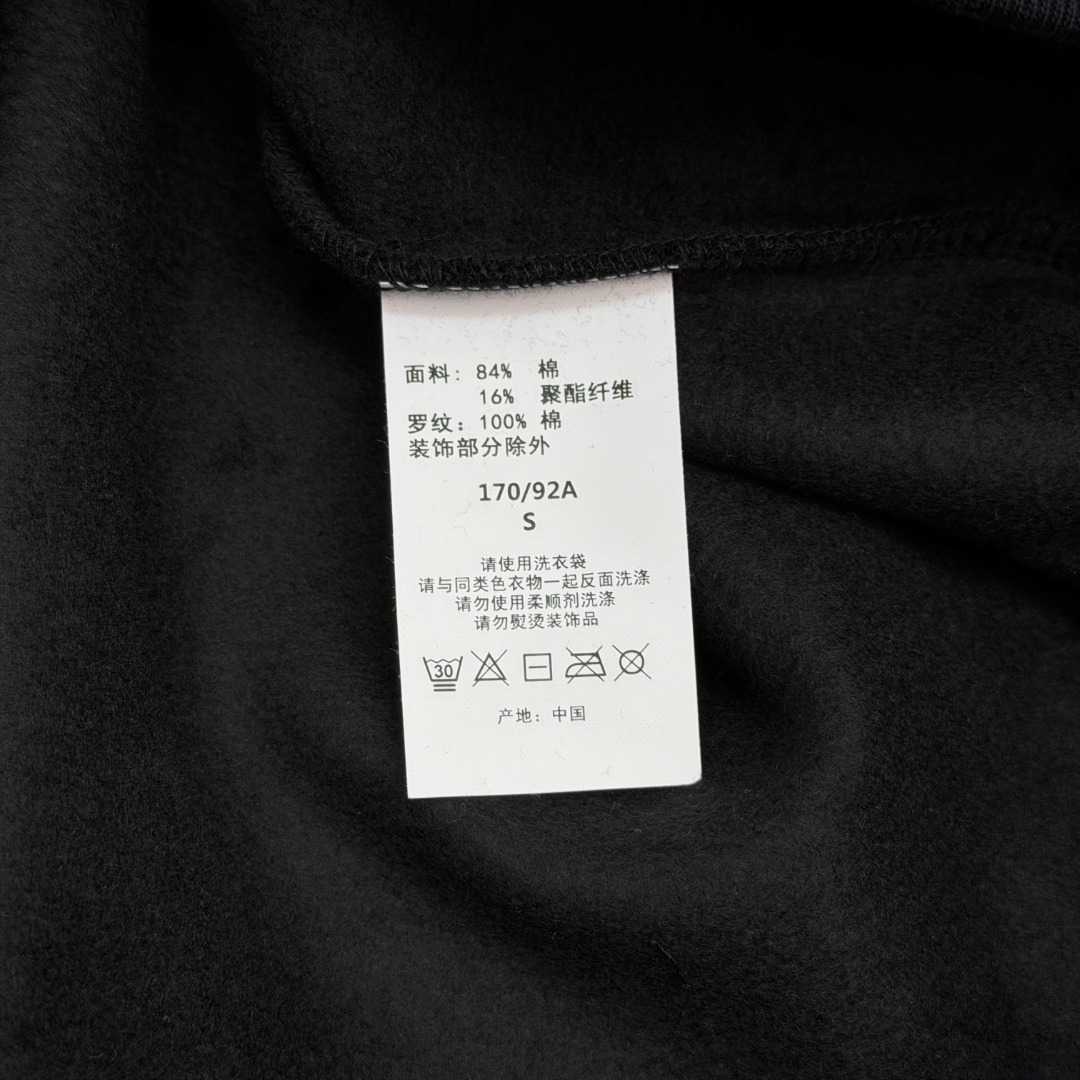 面料: 84% 棉
16% 聚酯纤维
罗纹: 100% 棉
装饰部分除外
170/92A
S
请使用洗衣袋
请与同类色衣物一起反面洗涤
请勿使用柔顺剂洗涤
请勿熨烫装饰品
30
产地: 中国